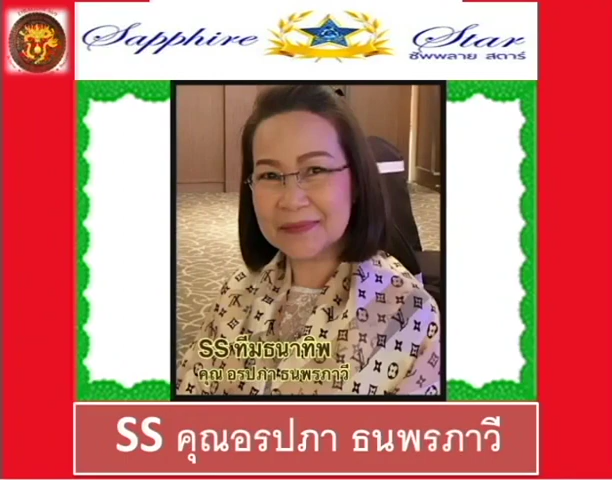 Sapphire Star
ซัพพลาย สตาร์
SS ทีมธนาทิพ
คุณ อรปภา ธนพรภาวี
SS คุณอรปภา ธนพรภาวี